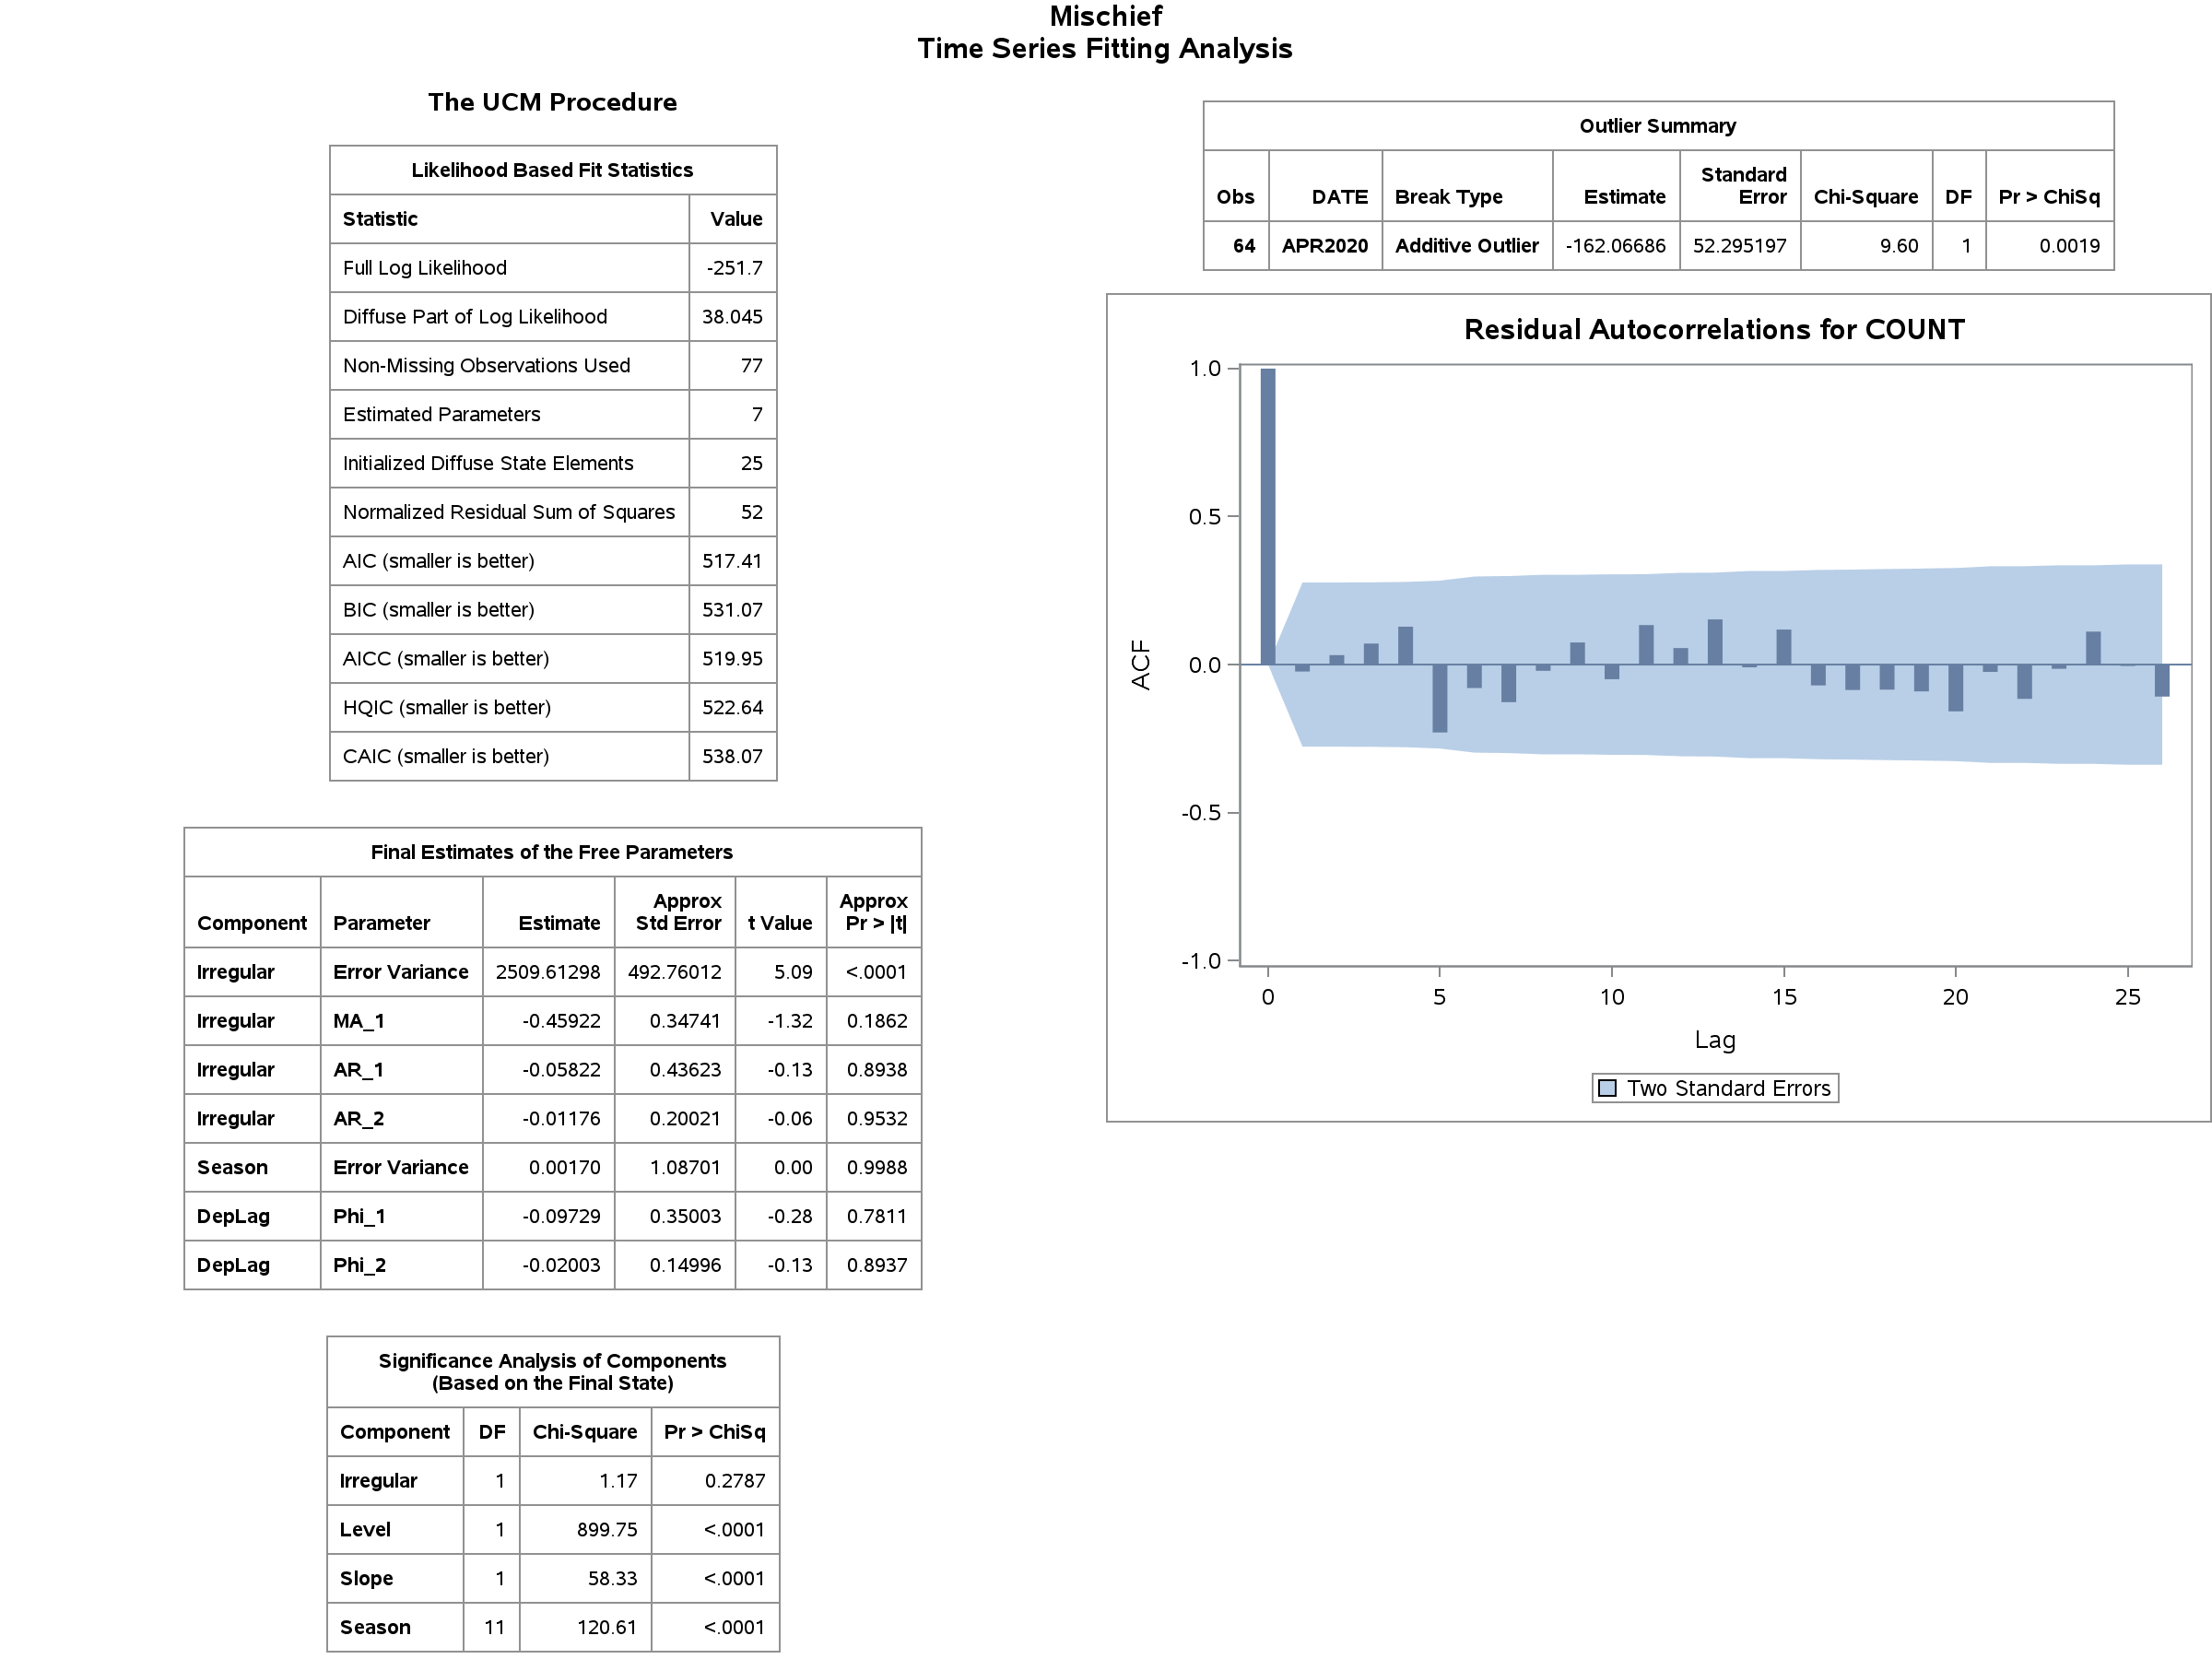 Mischief
Time Series Fitting Analysis
The UCM Procedure
Likelihood Based Fit Statistics
Statistic Value
Full Log Likelihood -251.7
Diffuse Part of Log Likelihood 38.045
Non-Missing Observations Used 77
Estimated Parameters 7
Initialized Diffuse State Elements 25
Normalized Residual Sum of Squares 52
AIC (smaller is better) 517.41
BIC (smaller is better) 531.07
AICC (smaller is better) 519.95
HQIC (smaller is better) 522.64
CAIC (smaller is better) 538.07
Final Estimates of the Free Parameters
Component Parameter Estimate Approx Std Error t Value Approx Pr > |t|
Irregular Error Variance 2509.61298 492.76012 5.09 <.0001
Irregular MA_1 -0.45922 0.34741 -1.32 0.1862
Irregular AR_1 -0.05822 0.43623 -0.13 0.8938
Irregular AR_2 -0.01176 0.20021 -0.06 0.9532
Season Error Variance 0.00170 1.08701 0.00 0.9988
DepLag Phi_1 -0.09729 0.35003 -0.28 0.7811
DepLag Phi_2 -0.02003 0.14996 -0.13 0.8937
Significance Analysis of Components
(Based on the Final State)
Component DF Chi-Square Pr > ChiSq
Irregular 1 1.17 0.2787
Level 1 899.75 <.0001
Slope 1 58.33 <.0001
Season 11 120.61 <.0001
Outlier Summary
Obs DATE Break Type Estimate Standard Error Chi-Square DF Pr > ChiSq
64 APR2020 Additive Outlier -162.06686 52.295197 9.60 1 0.0019
Residual Autocorrelations for COUNT
1.0
0.5
0.0
-0.5
-1.0
ACF
0 5 10 15 20 25
Lag
Two Standard Errors